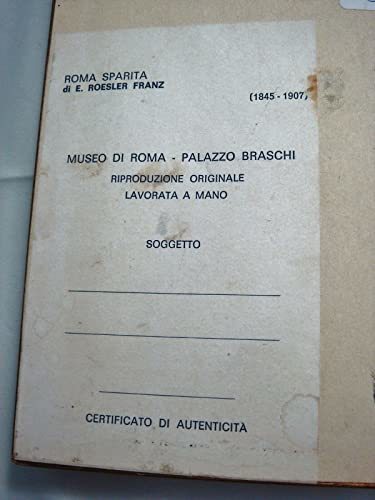 ROMA SPARITA
di E. ROESLER FRANZ
(1845 - 1907)
MUSEO DI ROMA - PALAZZO BRASCHI
RIPRODUZIONE ORIGINALE
LAVORATA A MANO
SOGGETTO
CERTIFICATO DI AUTENTICITÀ